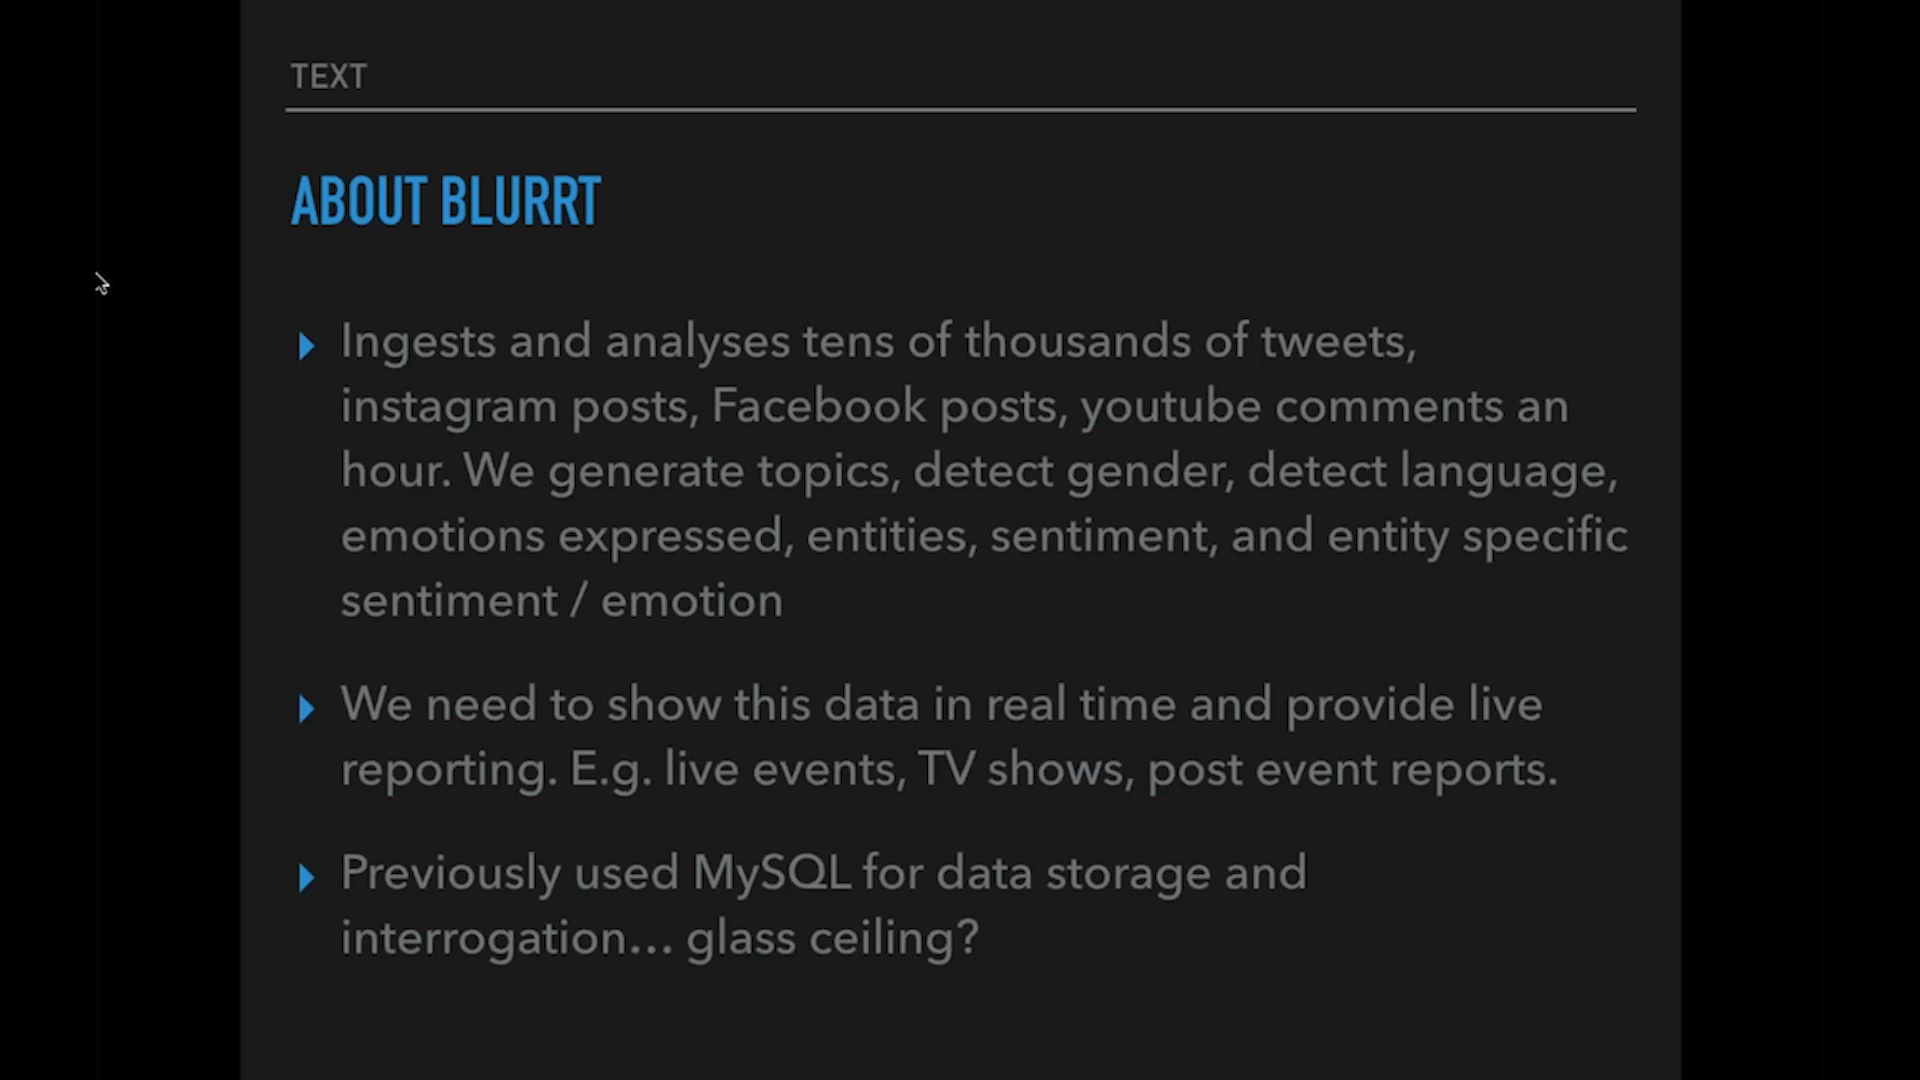 TEXT
ABOUT BLURRT
Ingests and analyses tens of thousands of tweets,
instagram posts, Facebook posts, youtube comments an
hour. We generate topics, detect gender, detect language,
emotions expressed, entities, sentiment, and entity specific
sentiment / emotion
We need to show this data in real time and provide live
reporting. E.g. live events, TV shows, post event reports.
Previously used MySQL for data storage and
interrogation… glass ceiling?